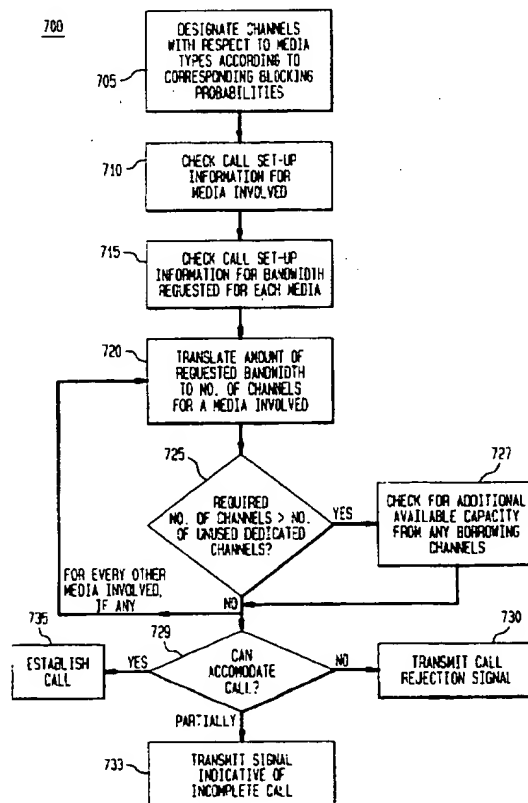 700
705
DESIGNATE CHANNELS
WITH RESPECT TO MEDIA
TYPES ACCORDING TO
CORRESPONDING BLOCKING
PROBABILITIES
710
CHECK CALL SET-UP
INFORMATION FOR
MEDIA INVOLVED
715
CHECK CALL SET-UP
INFORMATION FOR BANDWIDTH
REQUESTED FOR EACH MEDIA
720
TRANSLATE AMOUNT OF
REQUESTED BANDWIDTH
TO NO. OF CHANNELS
FOR A MEDIA INVOLVED
725
REQUIRED
NO. OF CHANNELS > NO.
OF UNUSED DEDICATED
CHANNELS?
YES
727
CHECK FOR ADDITIONAL
AVAILABLE CAPACITY
FROM ANY BORROWING
CHANNELS
FOR EVERY OTHER
MEDIA INVOLVED,
IF ANY
NO
735
ESTABLISH
CALL
YES
729
CAN
ACCOMODATE
CALL?
NO
730
TRANSMIT CALL
REJECTION SIGNAL
PARTIALLY
733
TRANSMIT SIGNAL
INDICATIVE OF
INCOMPLETE CALL